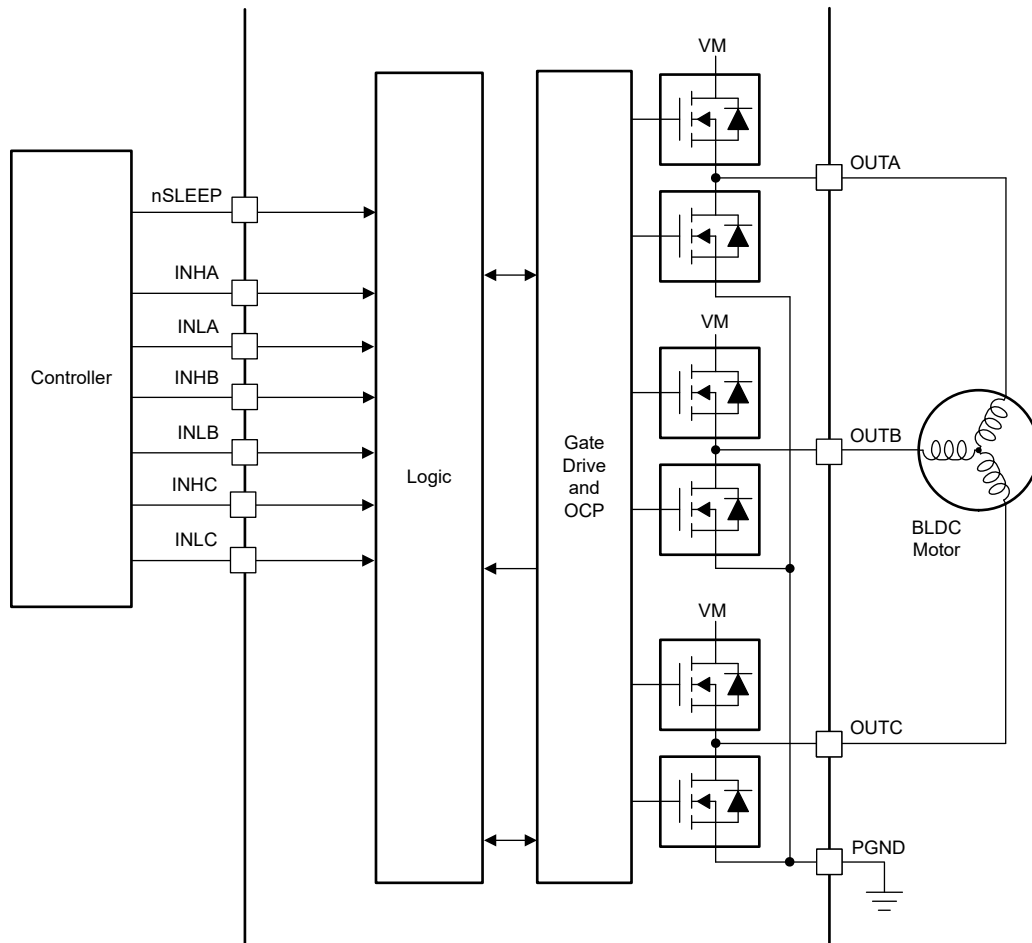 VM
OUTA
nSLEEP
INHA
INLA
VM
Controller
INHB
OUTB
INLB
Logic
Gate
Drive
and
OCP
INHC
BLDC
Motor
INLC
VM
OUTC
PGND